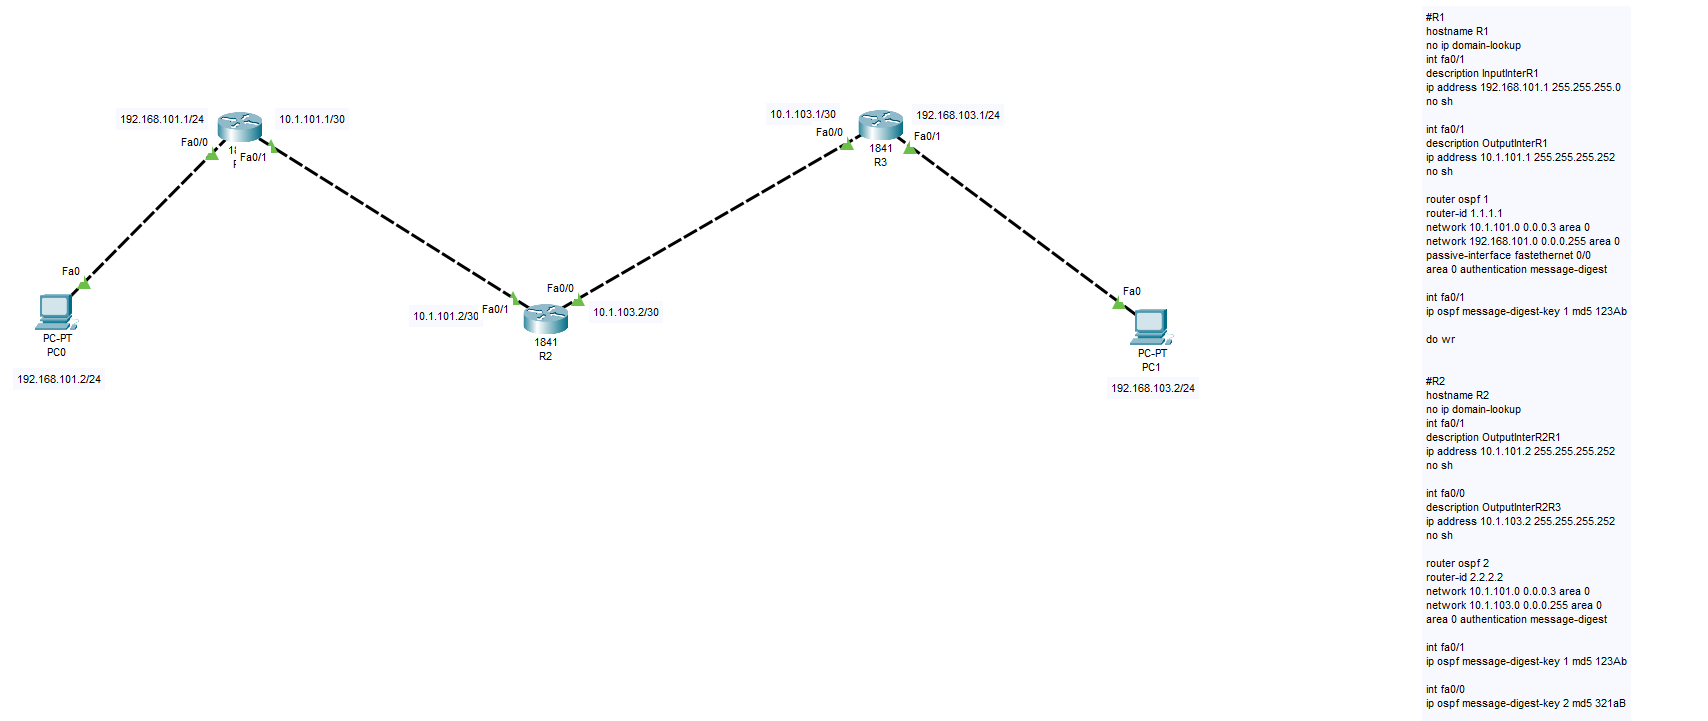 192.168.101.1/24
10.1.101.1/30
Fa0/0
Fa0/1
10.1.103.1/30
192.168.103.1/24
Fa0/0
Fa0/1
1841
R3
Fa0
PC-PT
PC0
192.168.101.2/24
Fa0/0
10.1.101.2/30
Fa0/1
10.1.103.2/30
1841
R2
Fa0
PC-PT
PC1
192.168.103.2/24
#R1
hostname R1
no ip domain-lookup
int fa0/1
description InputInterR1
ip address 192.168.101.1 255.255.255.0
no sh
int fa0/1
description OutputInterR1
ip address 10.1.101.1 255.255.255.252
no sh
router ospf 1
router-id 1.1.1.1
network 10.1.101.0 0.0.0.3 area 0
network 192.168.101.0 0.0.0.255 area 0
passive-interface fastethernet 0/0
area 0 authentication message-digest
int fa0/1
ip ospf message-digest-key 1 md5 123Ab
do wr
#R2
hostname R2
no ip domain-lookup
int fa0/1
description OutputInterR2R1
ip address 10.1.101.2 255.255.255.252
no sh
int fa0/0
description OutputInterR2R3
ip address 10.1.103.2 255.255.255.252
no sh
router ospf 2
router-id 2.2.2.2
network 10.1.101.0 0.0.0.3 area 0
network 10.1.103.0 0.0.0.255 area 0
area 0 authentication message-digest
int fa0/1
ip ospf message-digest-key 1 md5 123Ab
int fa0/0
ip ospf message-digest-key 2 md5 321aB